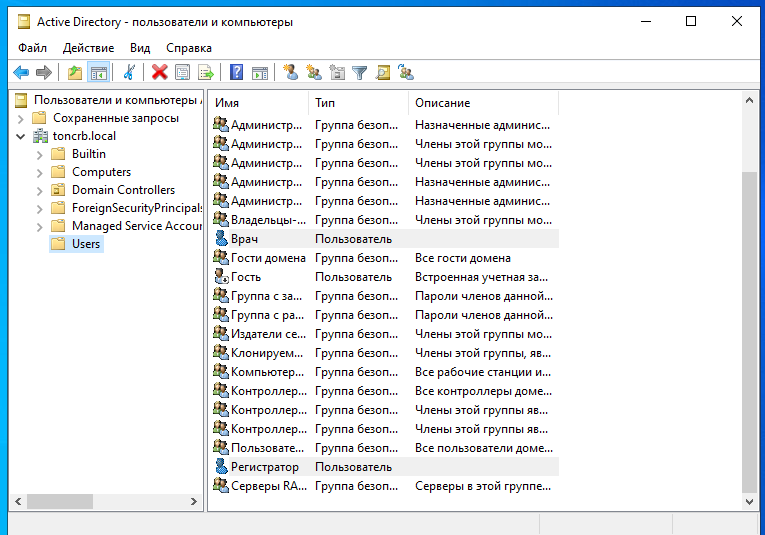 Active Directory - пользователи и компьютеры
Файл Действие Вид Справка
Пользователи и компьютеры
Сохраненные запросы
toncrb.local
Builtin
Computers
Domain Controllers
ForeignSecurityPrincipals
Managed Service Accour
Users
Имя Тип Описание
Администр... Группа безоп... Назначенные админис...
Администр... Группа безоп... Члены этой группы мо...
Администр... Группа безоп... Члены этой группы мо...
Администр... Группа безоп... Назначенные админис...
Администр... Группа безоп... Назначенные админис...
Владельцы-... Группа безоп... Члены этой группы мо...
Врач Пользователь
Гости домена Группа безоп... Все гости домена
Гость Пользователь Встроенная учетная за...
Группа с за... Группа безоп... Пароли членов данной...
Группа с ра... Группа безоп... Пароли членов данной...
Издатели се... Группа безоп... Члены этой группы мо...
Клонируем... Группа безоп... Члены этой группы, яв...
Компьютер... Группа безоп... Все рабочие станции и...
Контроллер... Группа безоп... Все контроллеры доме...
Контроллер... Группа безоп... Члены этой группы яв...
Контроллер... Группа безоп... Члены этой группы яв...
Пользовате... Группа безоп... Все пользователи доме...
Регистратор Пользователь
Серверы RA... Группа безоп... Серверы в этой группе...